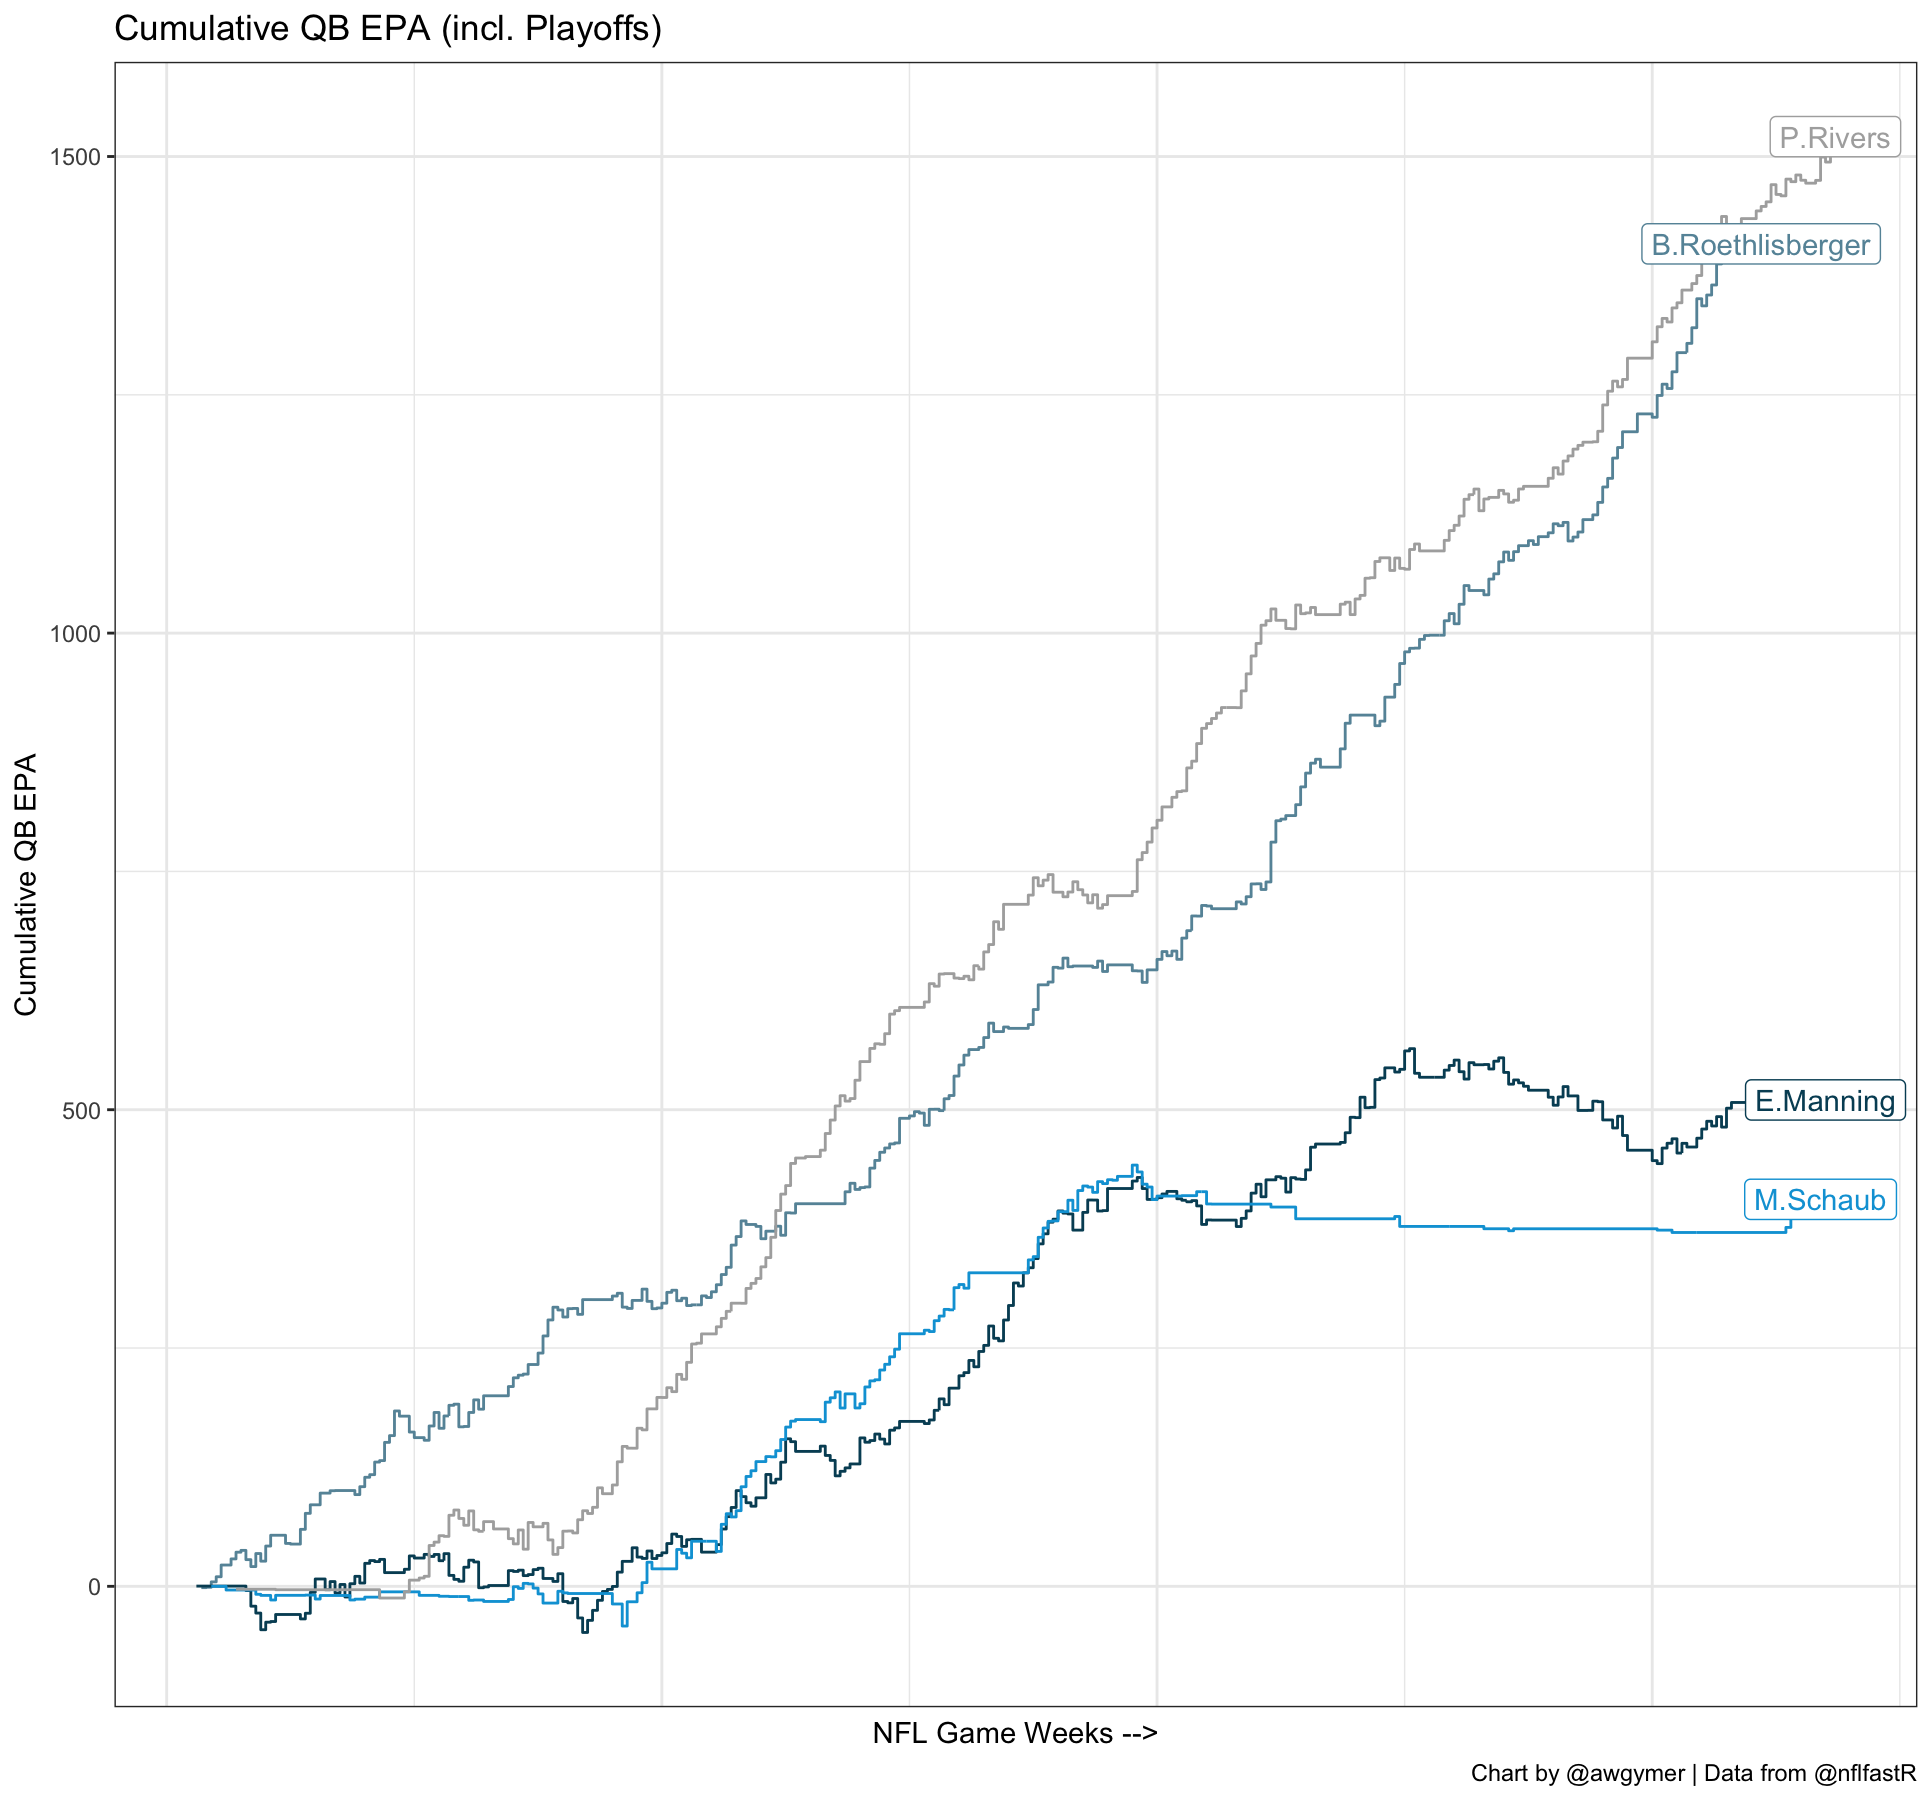 Cumulative QB EPA (incl. Playoffs)
P.Rivers
1500
B.Roethlisberger
1000
Cumulative QB EPA
500
E.Manning
M.Schaub
0
NFL Game Weeks -->
Chart by @awgymer | Data from @nflfastR